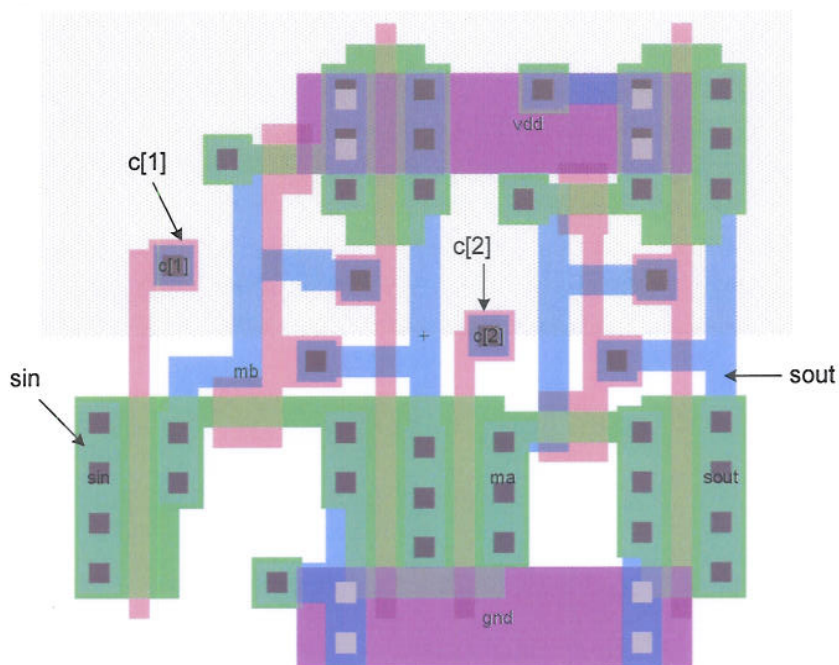 vdd
c[1]
c[2]
c[1]
c[2]
sin
mb
sout
sin
ma
sout
gnd